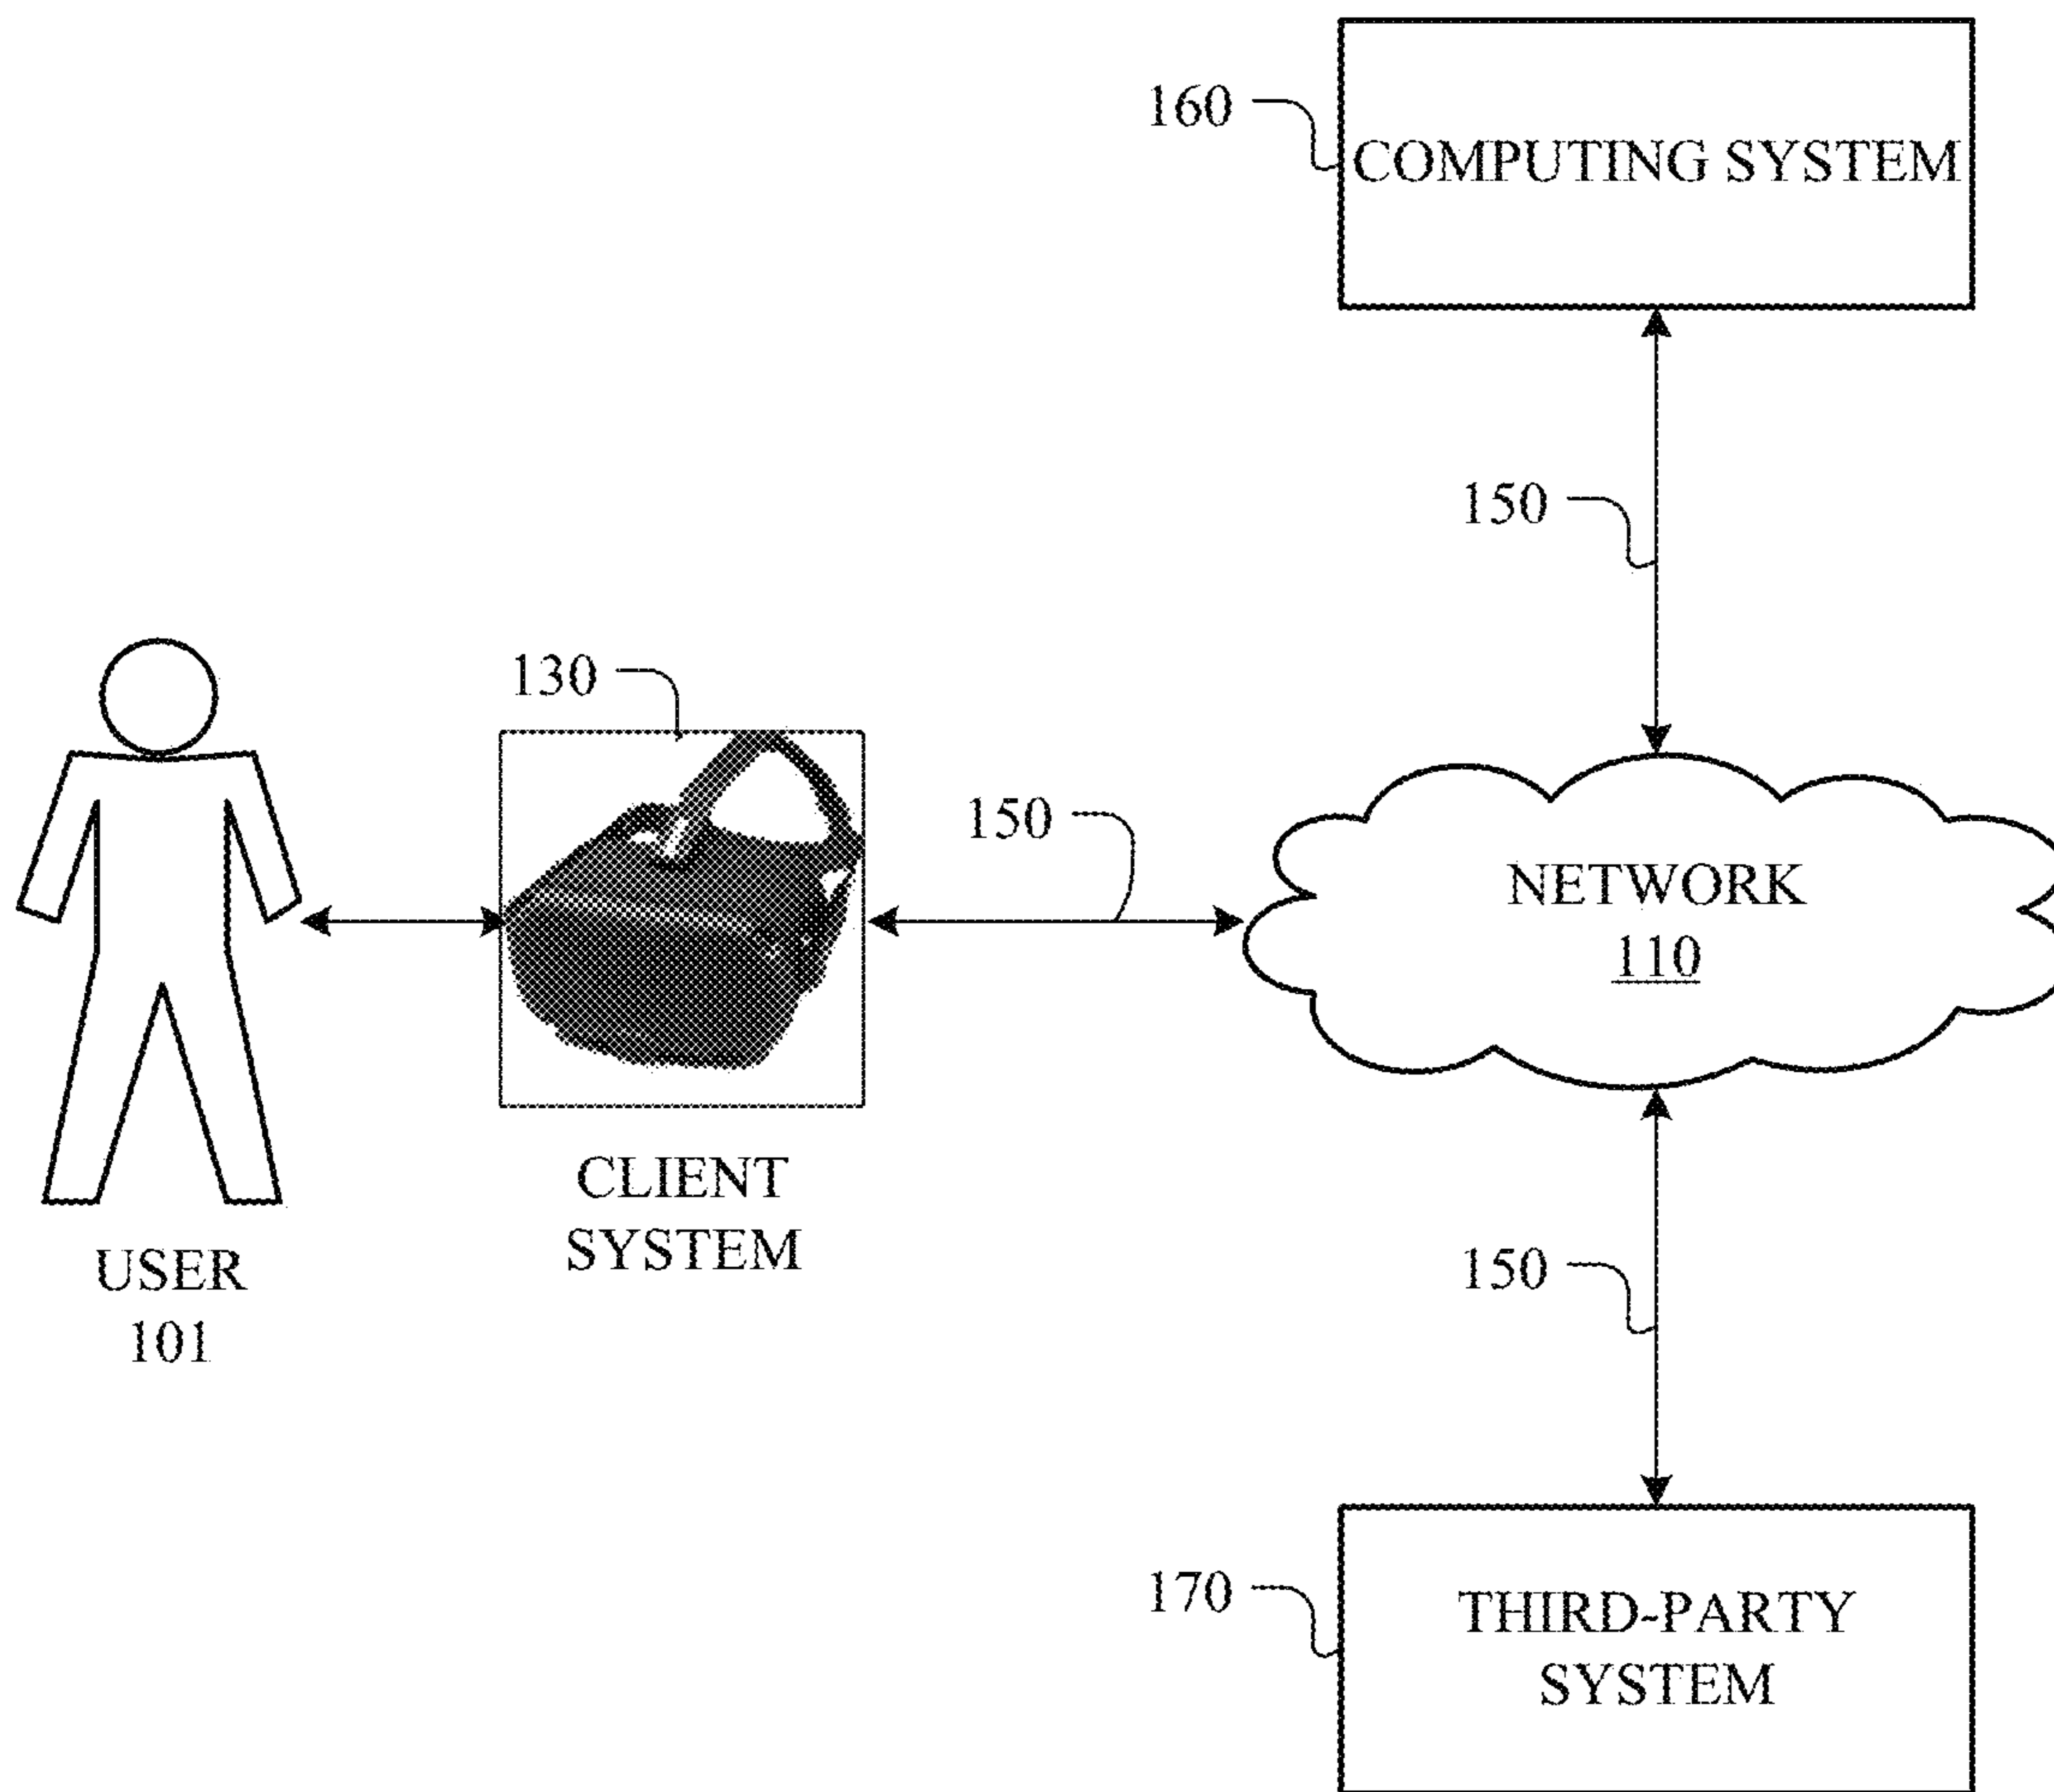 160
COMPUTING SYSTEM
150
130
150
NETWORK
110
CLIENT
SYSTEM
USER
101
150
170
THIRD-PARTY
SYSTEM